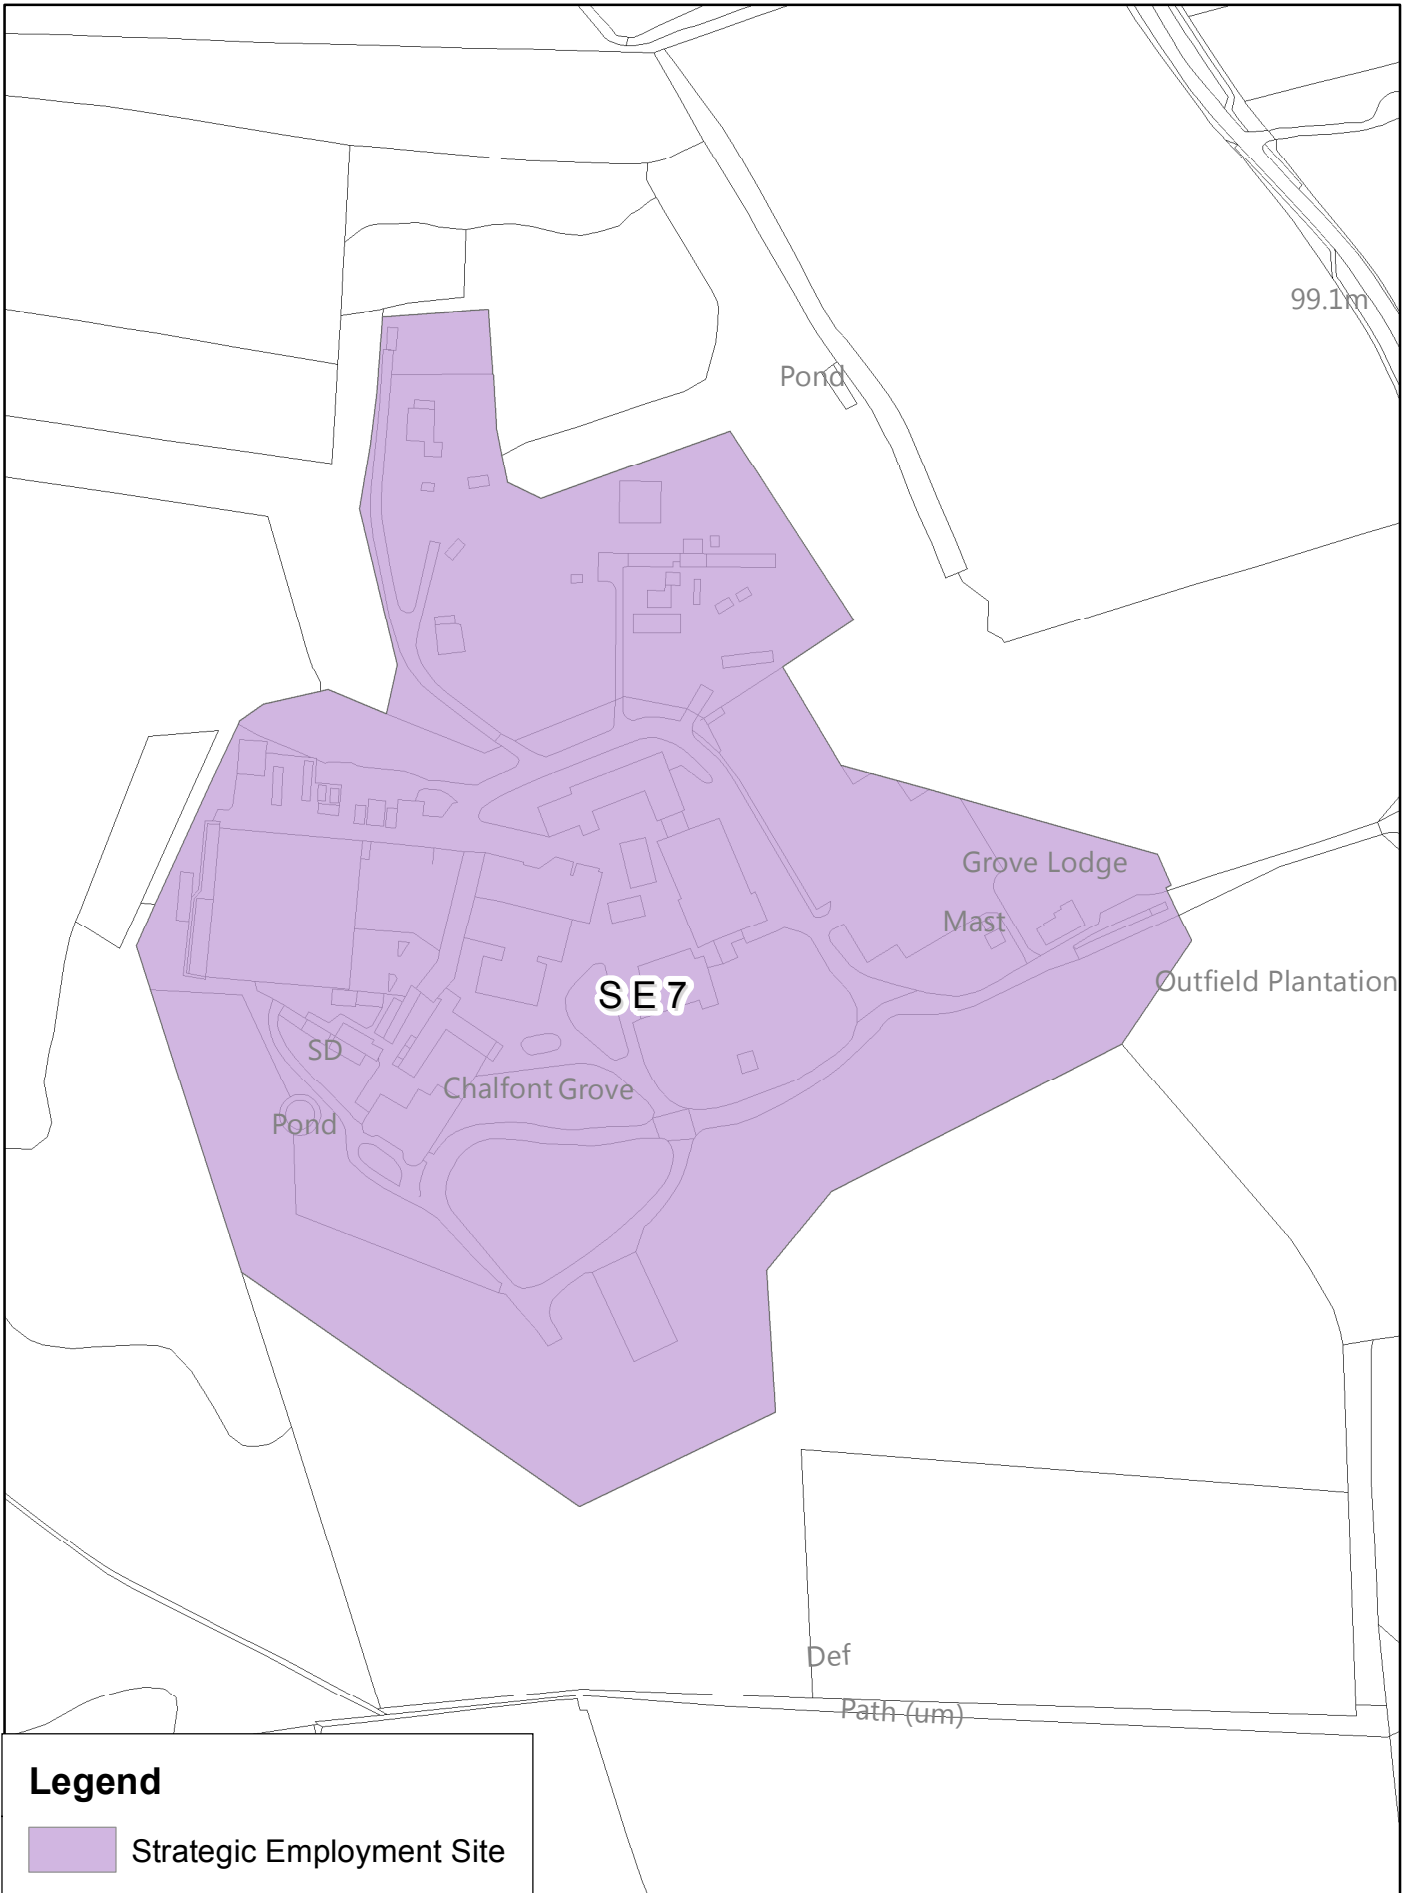 99.1m
Pond
Grove Lodge
Mast
Outfield Plantation
SE7
SD
Chalfont Grove
Pond
Def
Path (um)
Legend
Strategic Employment Site